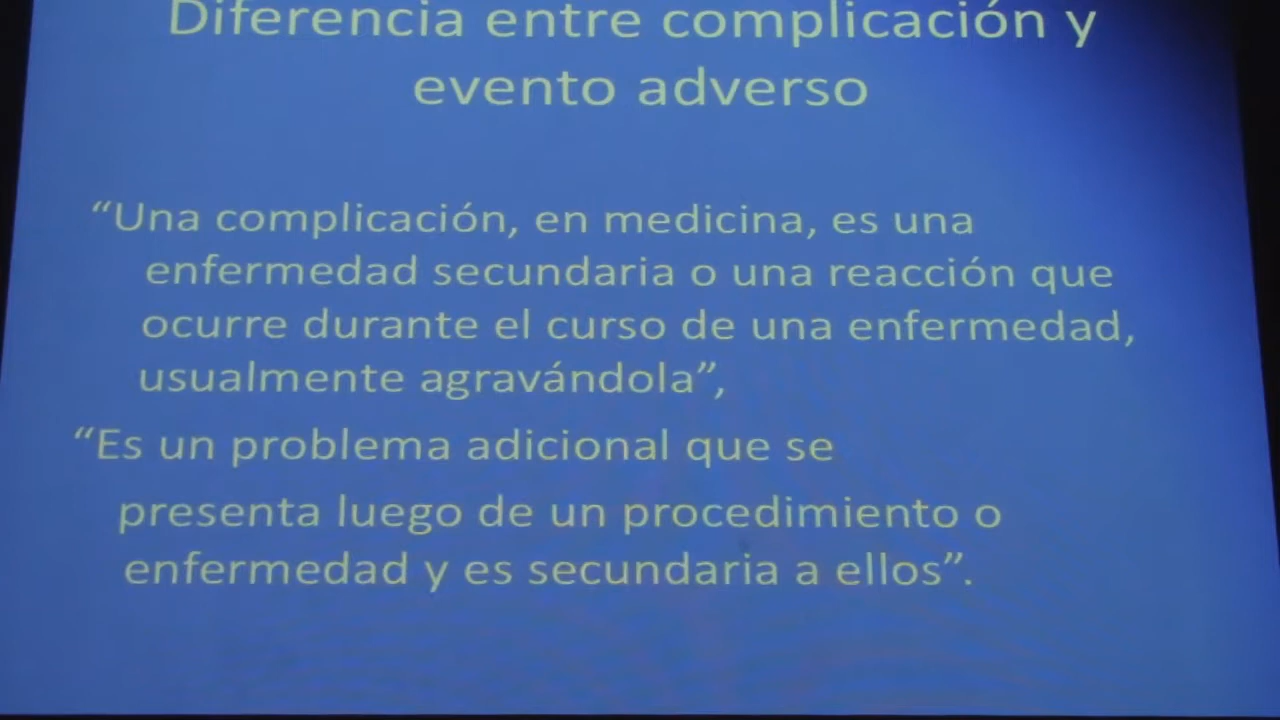 Diferencia entre complicación y
evento adverso
“Una complicación, en medicina, es una
enfermedad secundaria o una reacción que
ocurre durante el curso de una enfermedad,
usualmente agravándola”,
“Es un problema adicional que se
presenta luego de un procedimiento o
enfermedad y es secundaria a ellos”.